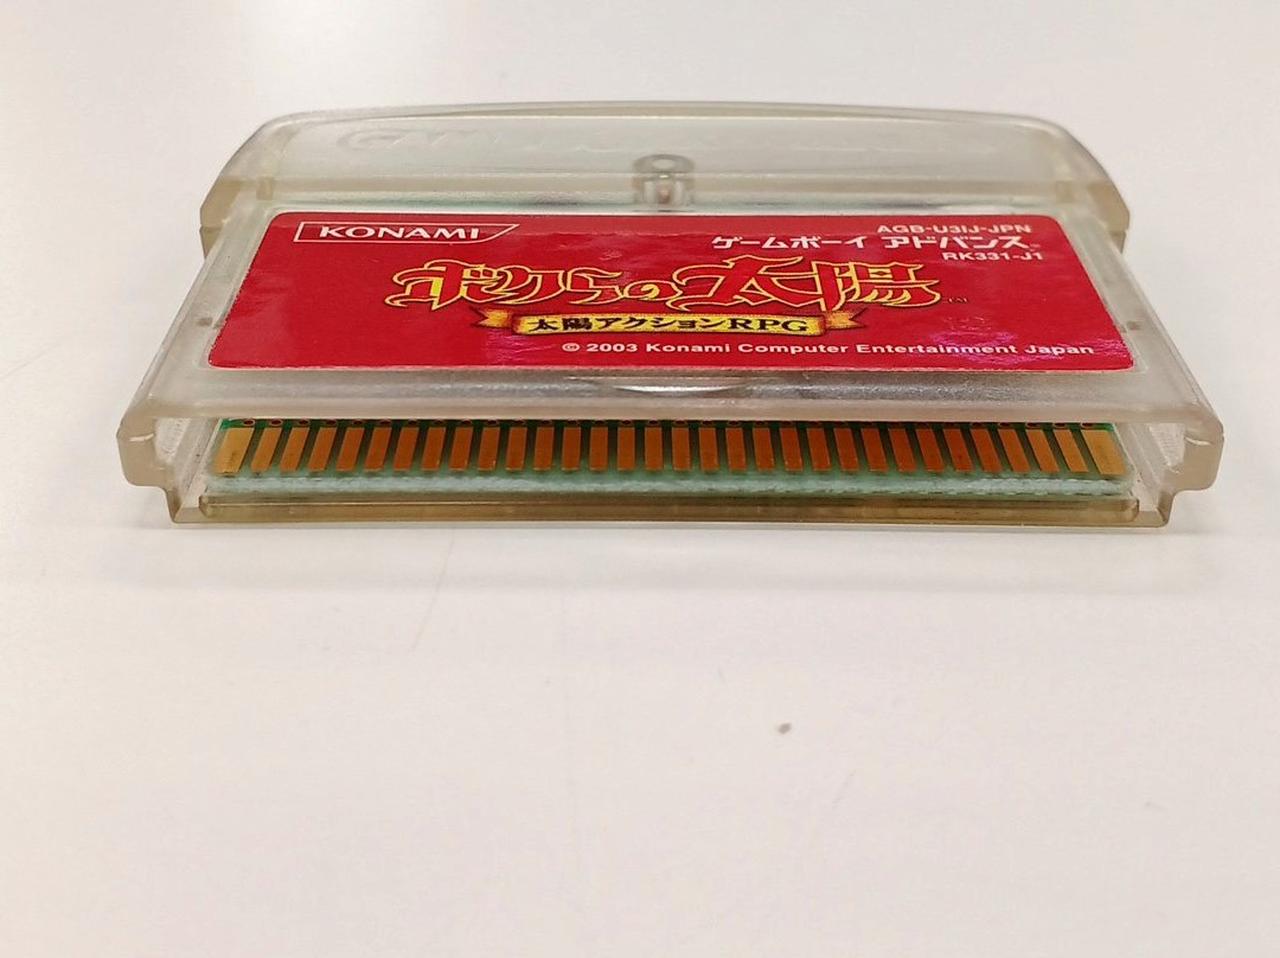 KONAMI
AGB-U3IJ-JPN
ゲームボーイ アドバンス
RK331-J1
ボクらの太陽 TM
太陽アクションRPG
© 2003 Konami Computer Entertainment Japan